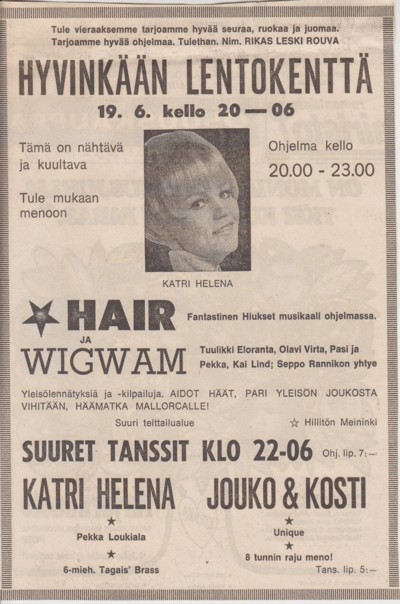 Tule vieraaksemme tarjoamme hyvää seuraa, ruokaa ja juomaa.
Tarjoamme hyvää ohjelmaa. Tulethan. Nim. RIKAS LESKI ROUVA
HYVINKÄÄN LENTOKENTTÄ
19. 6. kello 20—06
Tämä on nähtävä
ja kuultava
Tule mukaan
menoon
Ohjelma kello
20.00 - 23.00
KATRI HELENA
HAIR
Fantastinen Hiukset musikaali ohjelmassa.
JA
WIGWAM
Tuulikki Eloranta, Olavi Virta, Pasi ja
Pekka, Kai Lind; Seppo Rannikon yhtye
Yleisölennätyksiä ja -kilpailuja, AIDOT HÄÄT, PARI YLEISÖN JOUKOSTA
VIHITÄÄN, HÄÄMATKA MALLORCALLE!
Suuri telttailualue ☆ Hillitön Meininki
SUURET TANSSIT KLO 22-06 Ohj. lip. 7:—
KATRI HELENA JOUKO & KOSTI
★ ★
Pekka Loukiala Unique
★ ★
6-mieh. Tagais' Brass
8 tunnin raju meno!
Tans. lip. 5:—